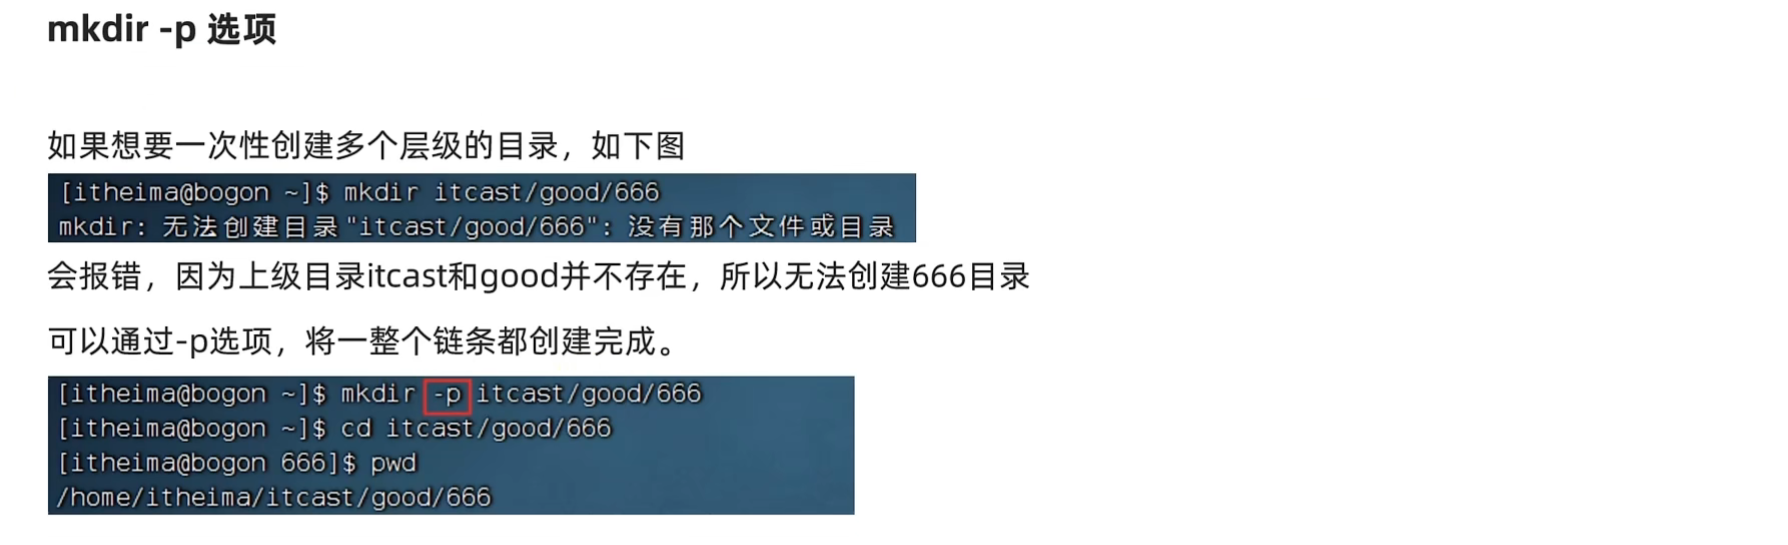 mkdir -p 选项
如果想要一次性创建多个层级的目录，如下图
[itheima@bogon ~]$ mkdir itcast/good/666
mkdir: 无法创建目录"itcast/good/666": 没有那个文件或目录
会报错，因为上级目录itcast和good并不存在，所以无法创建666目录
可以通过-p选项，将一整个链条都创建完成。
[itheima@bogon ~]$ mkdir -p itcast/good/666
[itheima@bogon ~]$ cd itcast/good/666
[itheima@bogon 666]$ pwd
/home/itheima/itcast/good/666